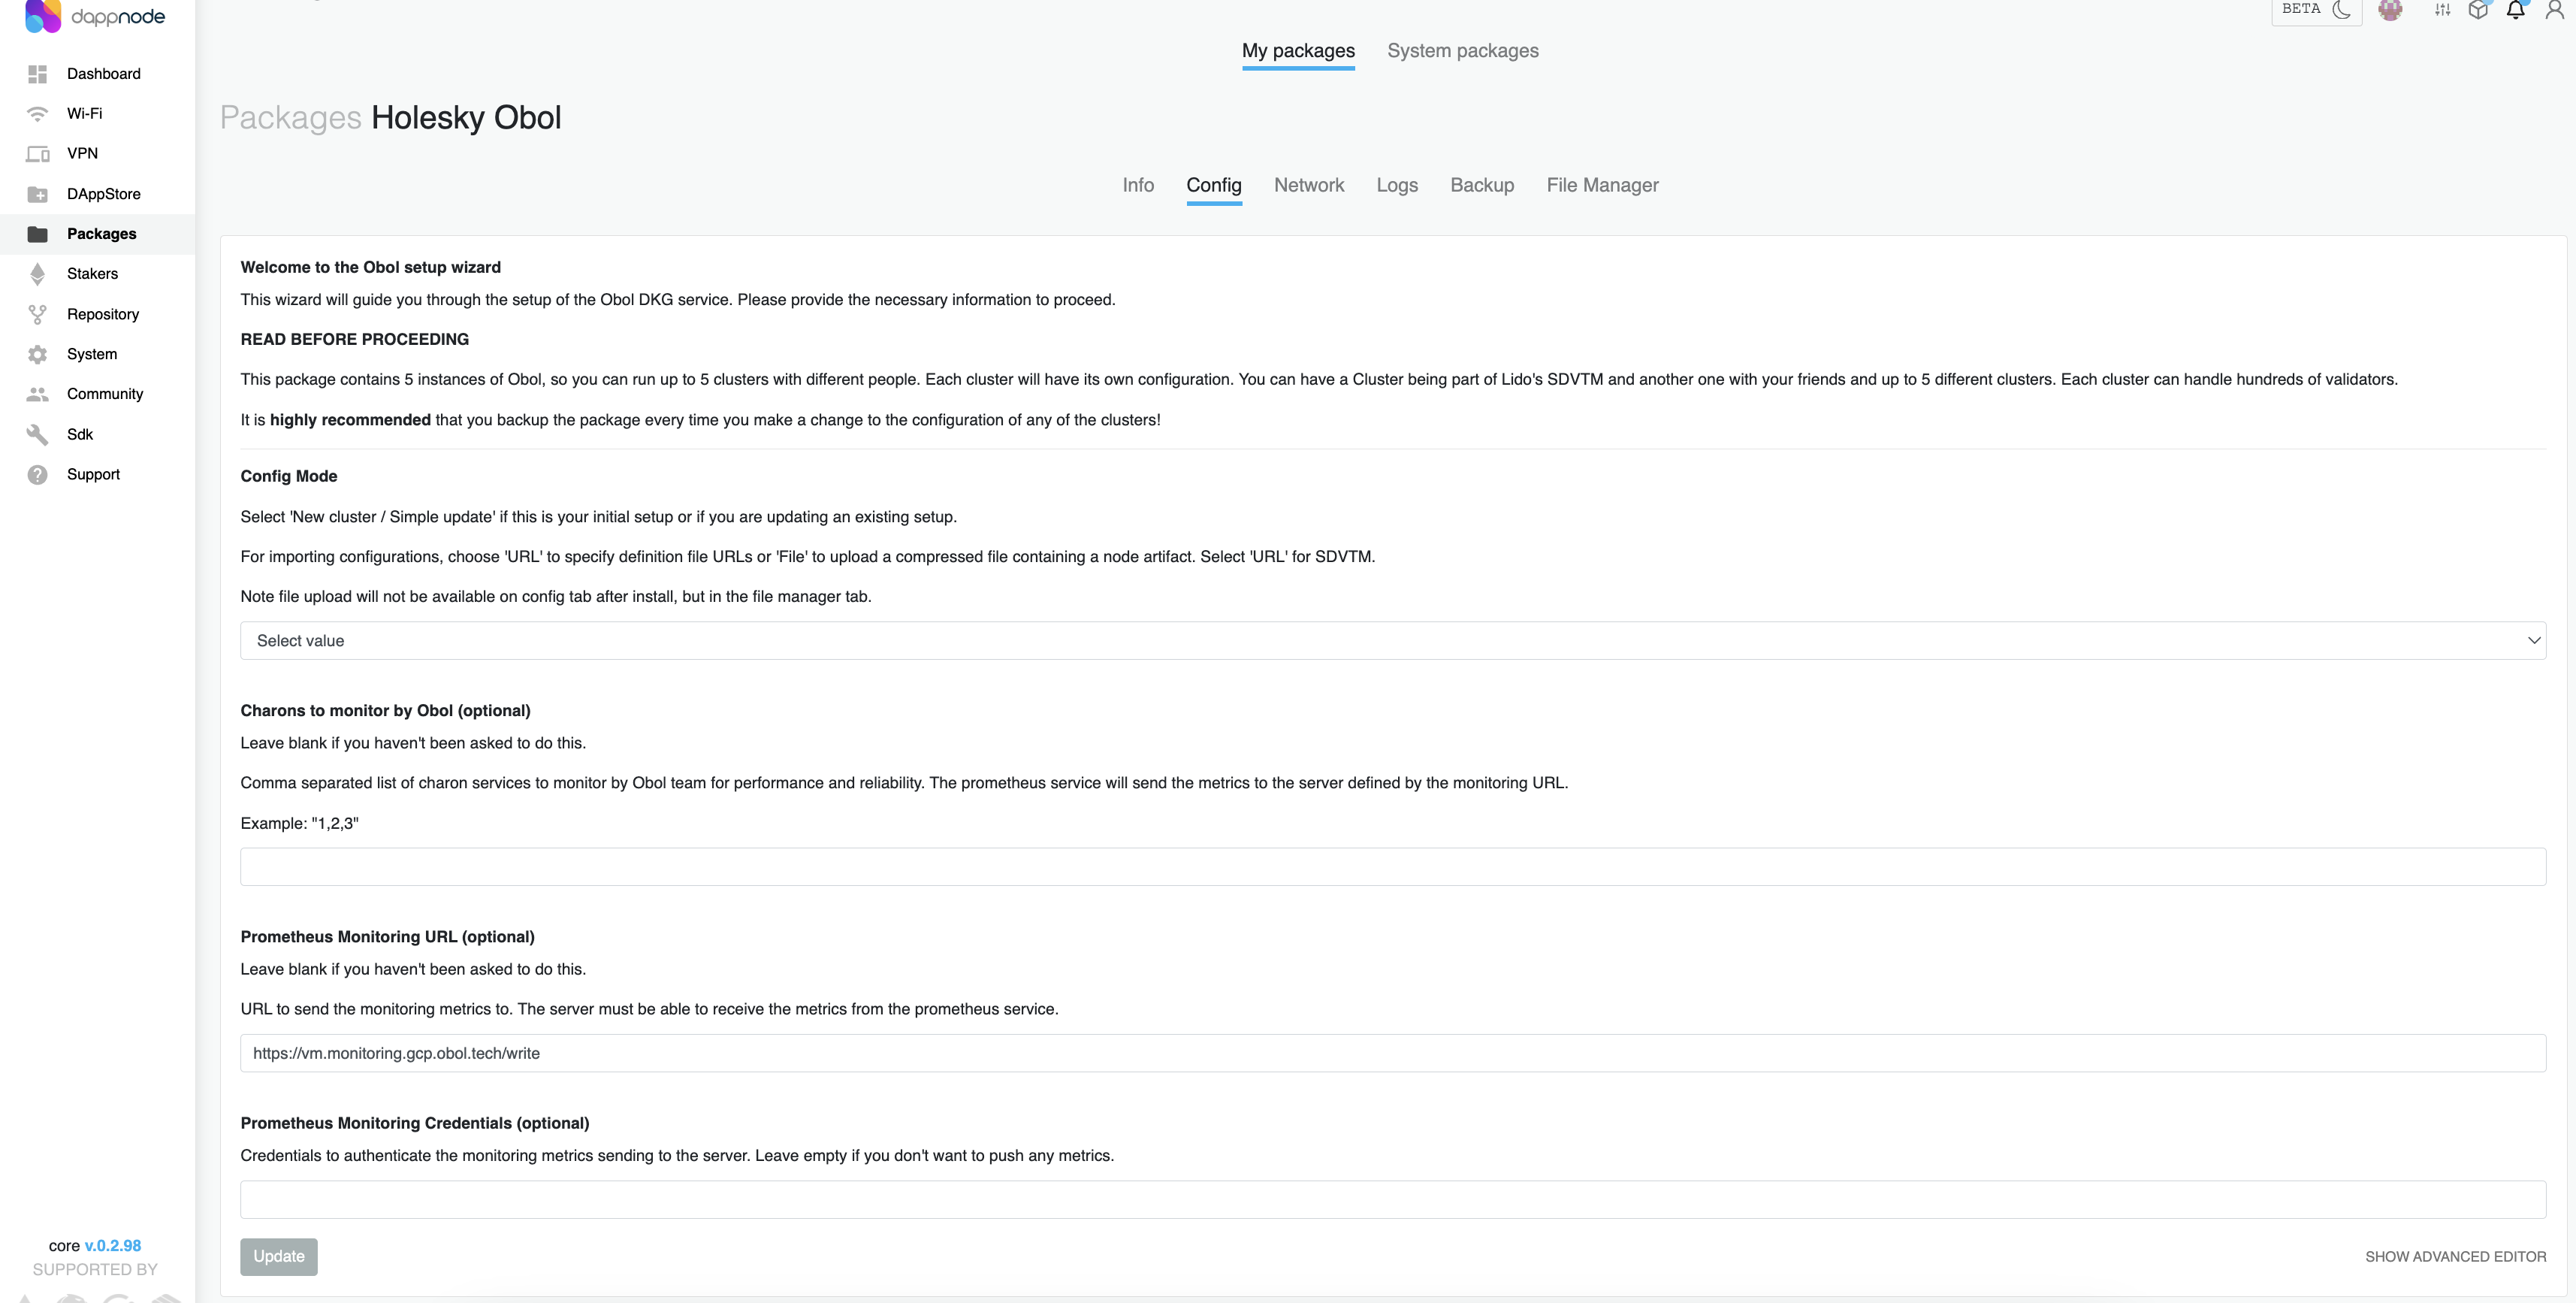 dappnode
BETA
My packages System packages
Dashboard
Wi-Fi
VPN
DAppStore
Packages
Stakers
Repository
System
Community
Sdk
Support
Packages Holesky Obol
Info Config Network Logs Backup File Manager
Welcome to the Obol setup wizard
This wizard will guide you through the setup of the Obol DKG service. Please provide the necessary information to proceed.
READ BEFORE PROCEEDING
This package contains 5 instances of Obol, so you can run up to 5 clusters with different people. Each cluster will have its own configuration. You can have a Cluster being part of Lido's SDVTM and another one with your friends and up to 5 different clusters. Each cluster can handle hundreds of validators.
It is highly recommended that you backup the package every time you make a change to the configuration of any of the clusters!
Config Mode
Select 'New cluster / Simple update' if this is your initial setup or if you are updating an existing setup.
For importing configurations, choose 'URL' to specify definition file URLs or 'File' to upload a compressed file containing a node artifact. Select 'URL' for SDVTM.
Note file upload will not be available on config tab after install, but in the file manager tab.
Select value
Charons to monitor by Obol (optional)
Leave blank if you haven't been asked to do this.
Comma separated list of charon services to monitor by Obol team for performance and reliability. The prometheus service will send the metrics to the server defined by the monitoring URL.
Example: "1,2,3"
Prometheus Monitoring URL (optional)
Leave blank if you haven't been asked to do this.
URL to send the monitoring metrics to. The server must be able to receive the metrics from the prometheus service.
https://vm.monitoring.gcp.obol.tech/write
Prometheus Monitoring Credentials (optional)
Credentials to authenticate the monitoring metrics sending to the server. Leave empty if you don't want to push any metrics.
Update
SHOW ADVANCED EDITOR
core v.0.2.98
SUPPORTED BY